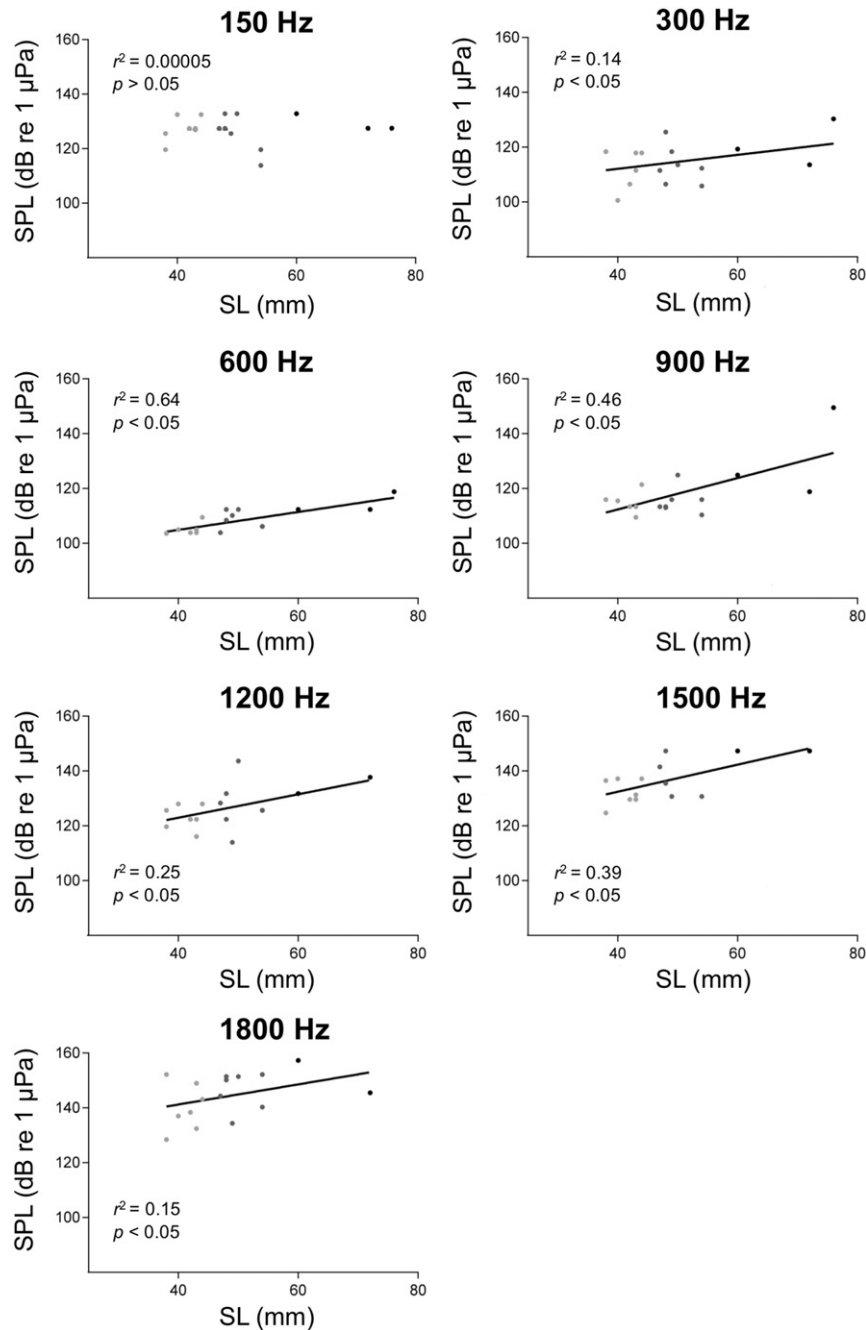 150 Hz
160
140
120
100
r² = 0.00005
p > 0.05
SPL (dB re 1 µPa)
40 60 80
SL (mm)
300 Hz
160
140
120
100
r² = 0.14
p < 0.05
SPL (dB re 1 µPa)
40 60 80
SL (mm)
600 Hz
160
140
120
100
r² = 0.64
p < 0.05
SPL (dB re 1 µPa)
40 60 80
SL (mm)
900 Hz
160
140
120
100
r² = 0.46
p < 0.05
SPL (dB re 1 µPa)
40 60 80
SL (mm)
1200 Hz
160
140
120
100
r² = 0.25
p < 0.05
SPL (dB re 1 µPa)
40 60 80
SL (mm)
1500 Hz
160
140
120
100
r² = 0.39
p < 0.05
SPL (dB re 1 µPa)
40 60 80
SL (mm)
1800 Hz
160
140
120
100
r² = 0.15
p < 0.05
SPL (dB re 1 µPa)
40 60 80
SL (mm)